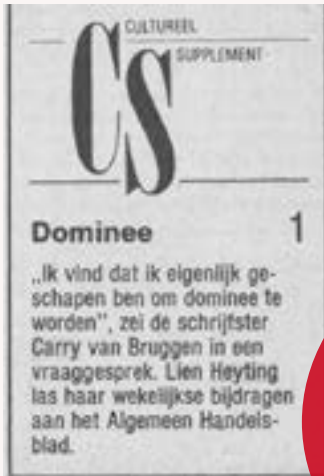 CULTUREEL
SUPPLEMENT
CS
Dominee 1
„Ik vind dat ik eigenlijk ge-
schapen ben om dominee te
worden”, zei de schrijfster
Carry van Bruggen in een
vraaggesprek. Lien Heyting
las haar wekelijkse bijdragen
aan het Algemeen Handels-
blad.